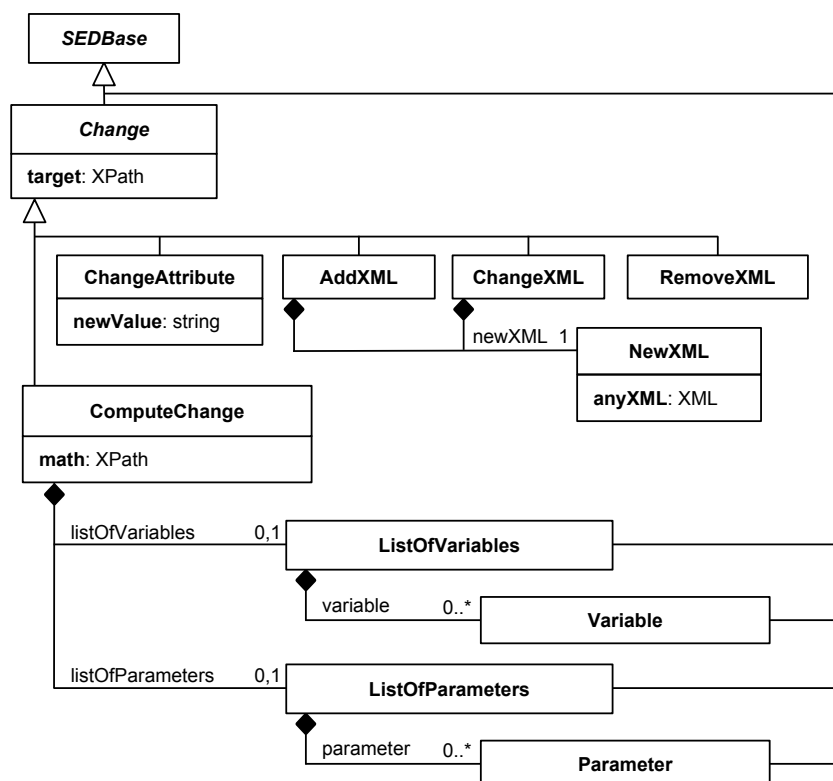 SEDBase
Change
target: XPath
ChangeAttribute
newValue: string
AddXML
ChangeXML
RemoveXML
newXML 1
NewXML
anyXML: XML
ComputeChange
math: XPath
listOfVariables 0,1
ListOfVariables
variable 0..*
Variable
listOfParameters 0,1
ListOfParameters
parameter 0..*
Parameter